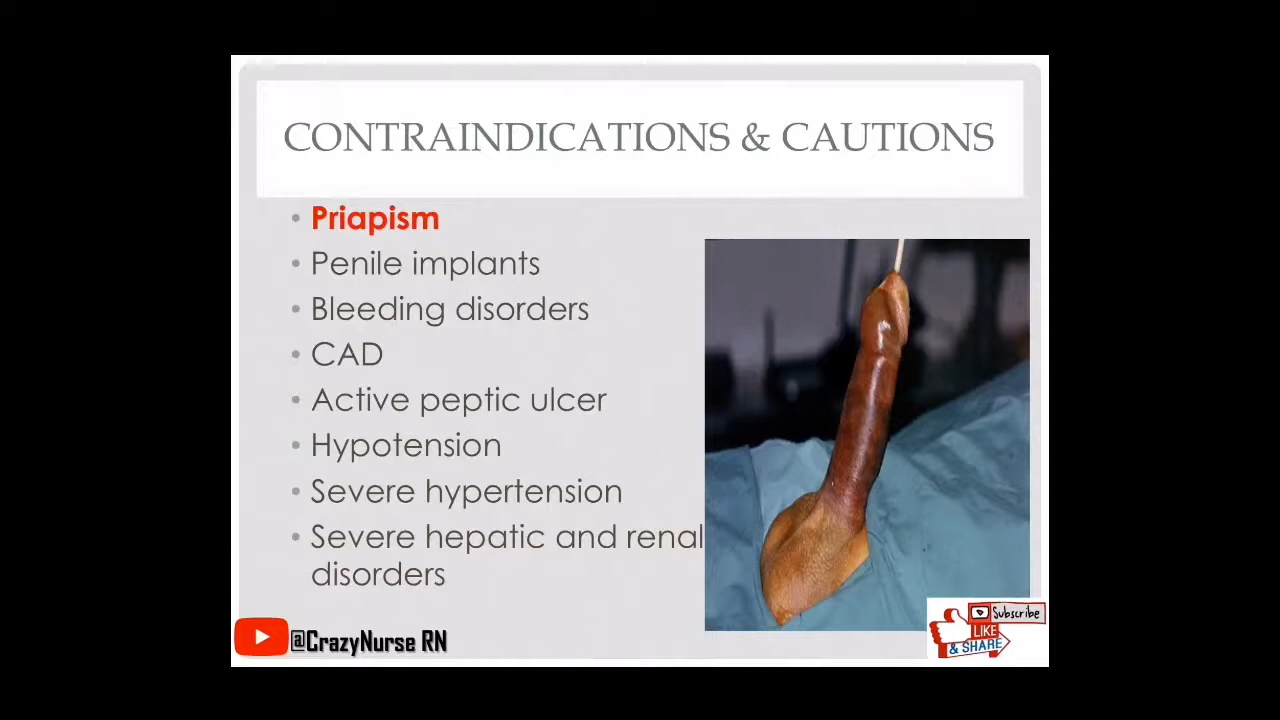 CONTRAINDICATIONS & CAUTIONS
• Priapism
• Penile implants
• Bleeding disorders
• CAD
• Active peptic ulcer
• Hypotension
• Severe hypertension
• Severe hepatic and renal
disorders
@CrazyNurse RN
Subscribe
LIKE
& SHARE